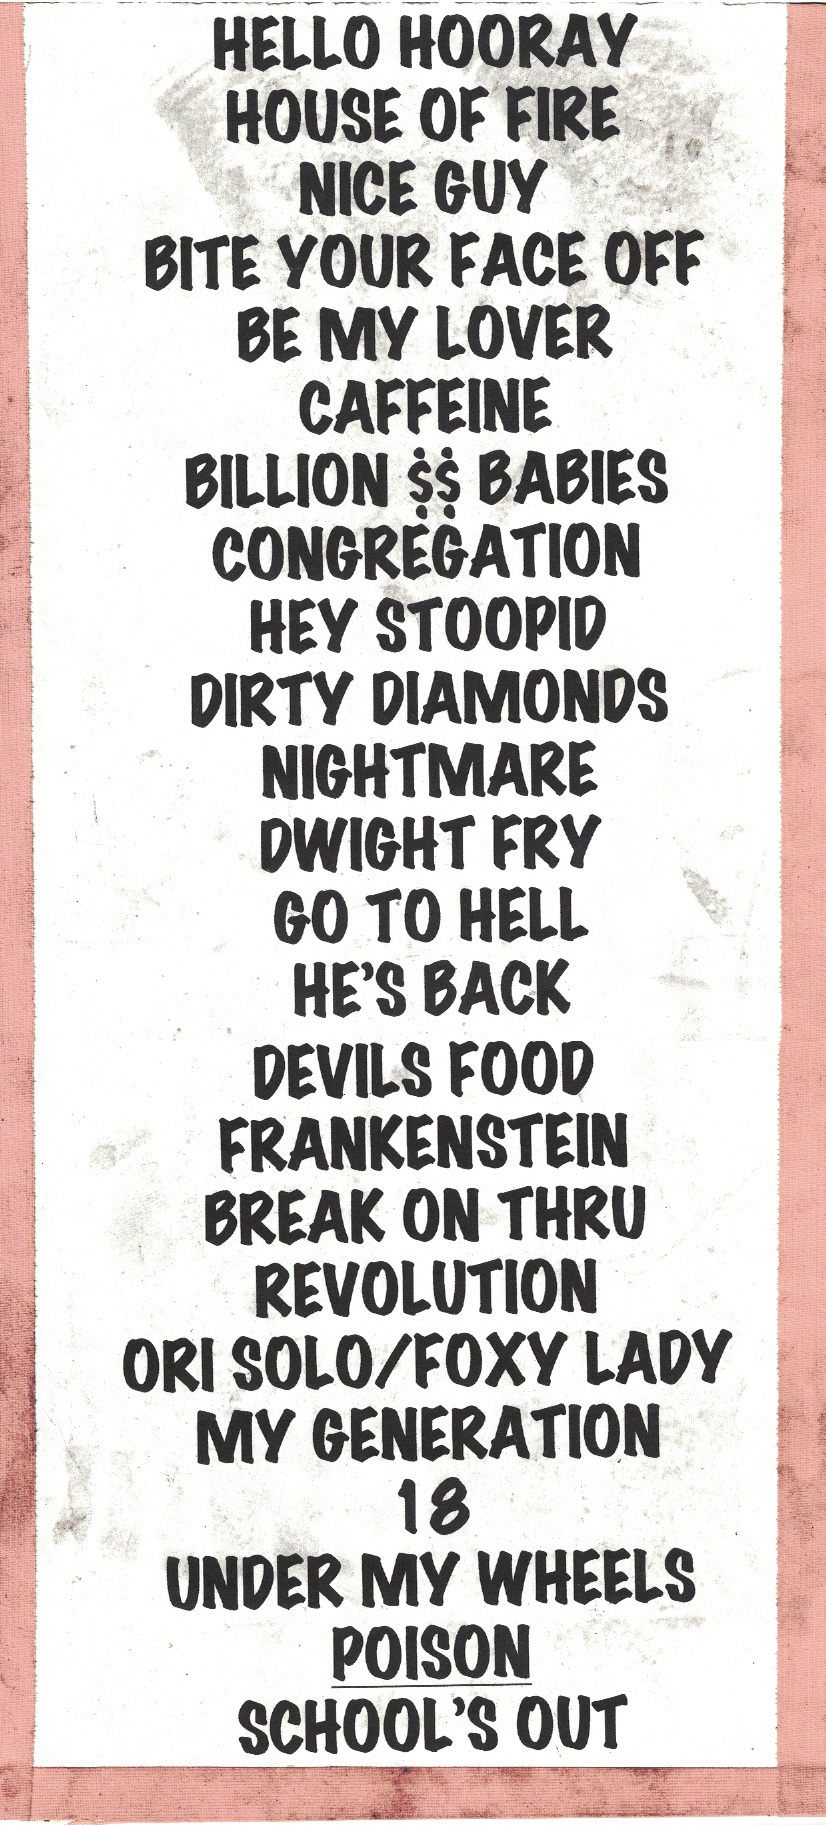 HELLO HOORAY
HOUSE OF FIRE
NICE GUY
BITE YOUR FACE OFF
BE MY LOVER
CAFFEINE
BILLION $$ BABIES
CONGREGATION
HEY STOOPID
DIRTY DIAMONDS
NIGHTMARE
DWIGHT FRY
GO TO HELL
HE'S BACK
DEVILS FOOD
FRANKENSTEIN
BREAK ON THRU
REVOLUTION
ORI SOLO/FOXY LADY
MY GENERATION
18
UNDER MY WHEELS
POISON
SCHOOL'S OUT